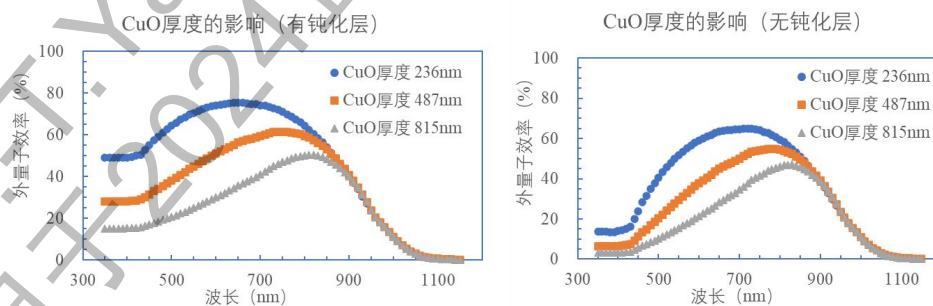 CuO厚度的影响（有钝化层）
100
80
60
40
20
0
外量子效率（%）
CuO厚度 236nm
CuO厚度 487nm
CuO厚度 815nm
300 500 700 900 1100
波长（nm）
CuO厚度的影响（无钝化层）
100
80
60
40
20
0
外量子效率（%）
CuO厚度 236nm
CuO厚度 487nm
CuO厚度 815nm
300 500 700 900 1100
波长（nm）